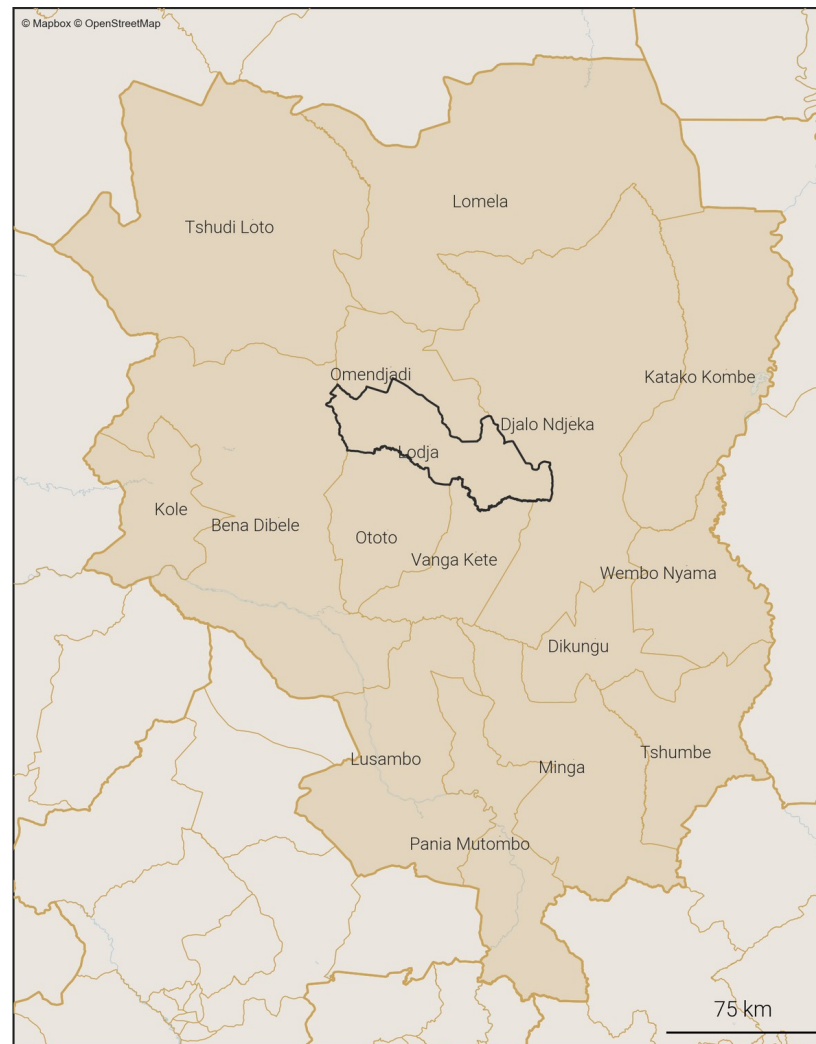 © Mapbox © OpenStreetMap
Lomela
Tshudi Loto
Omendjadi
Katako Kombe
Djalo Ndjeka
Lodja
Kole
Bena Dibele
Ototo
Vanga Kete
Wembo Nyama
Dikungu
Tshumbe
Lusambo
Minga
Pania Mutombo
75 km